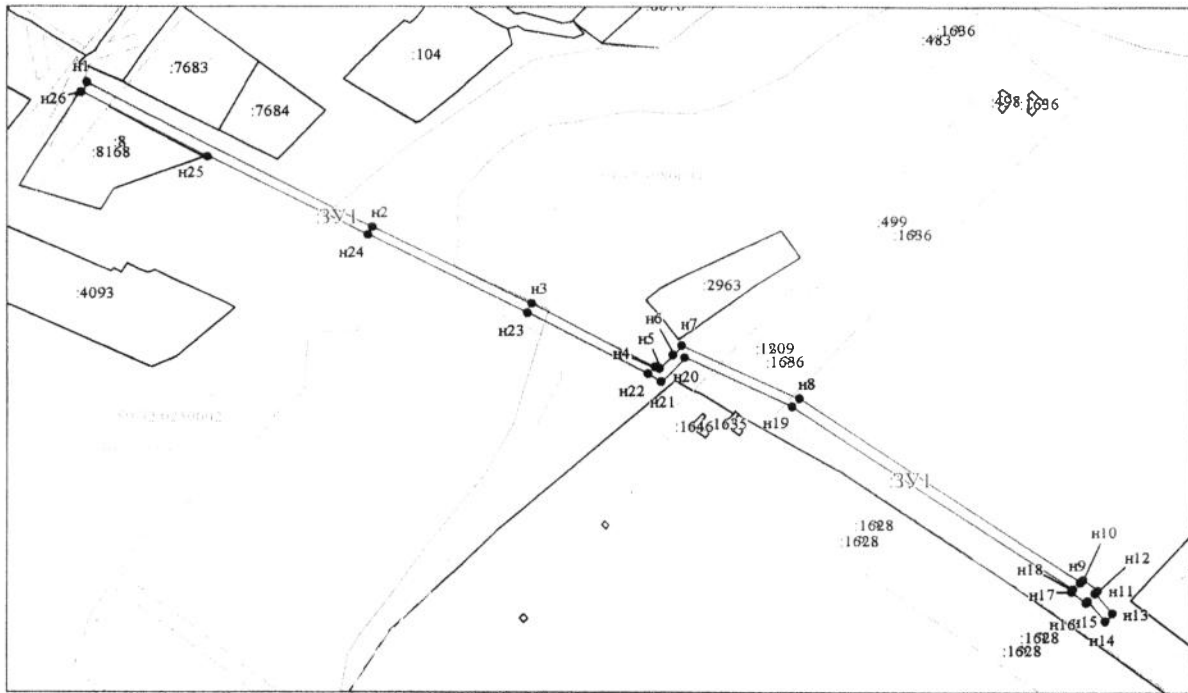 :1636
:483
:104
н1
:7683
н26
:7684
:498
:1636
:8
:8168
н25
:ЗУ1
н2
н24
:499
:1636
:4093
:2963
н3
н23
н6
н7
н5
н4
:1209
:1636
н22
н20
н21
н8
н19
:1646
:1635
:ЗУ1
:1628
:1628
н10
н9
н12
н18
н17
н11
н13
н16
н15
н14
:1628
:1628